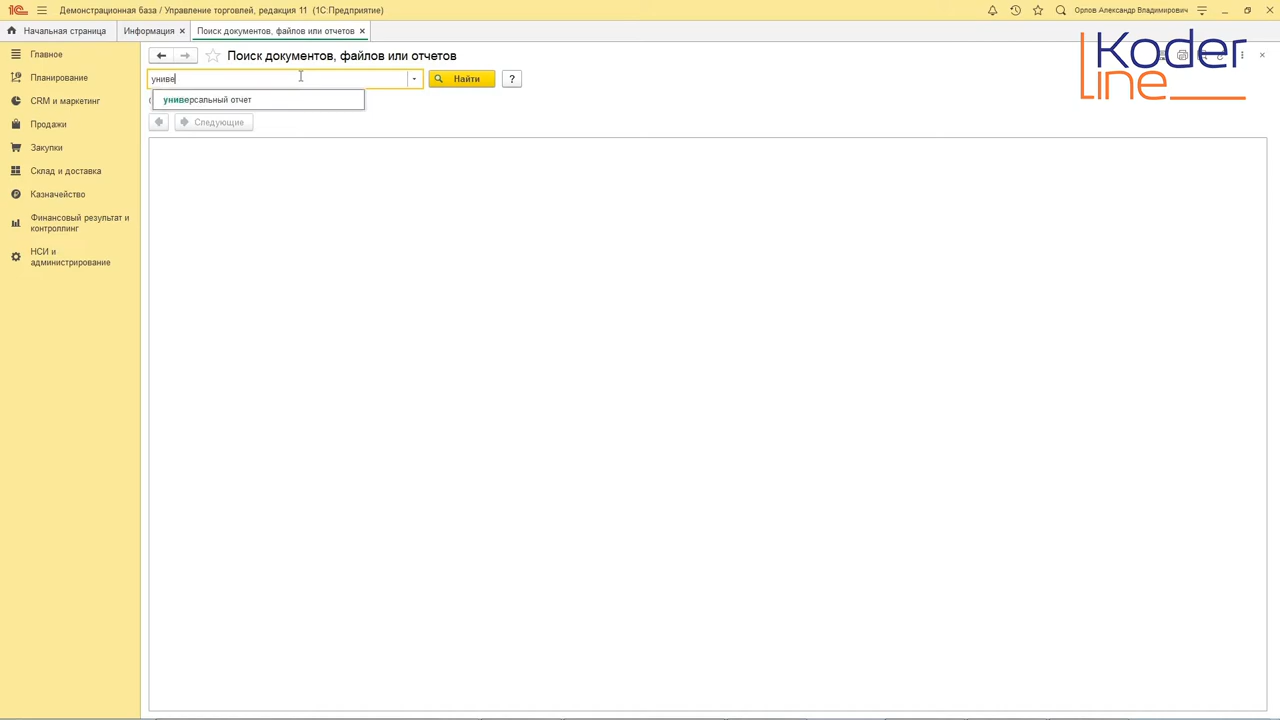 1С Демонстрационная база / Управление торговлей, редакция 11 (1С:Предприятие) Орлов Александр Владимирович
Начальная страница Информация × Поиск документов, файлов или отчетов ×
Главное
Планирование
CRM и маркетинг
Продажи
Закупки
Склад и доставка
Казначейство
Финансовый результат и
контроллинг
НСИ и
администрирование
Поиск документов, файлов или отчетов
униве Найти ?
универсальный отчет
Следующие
Koder
line